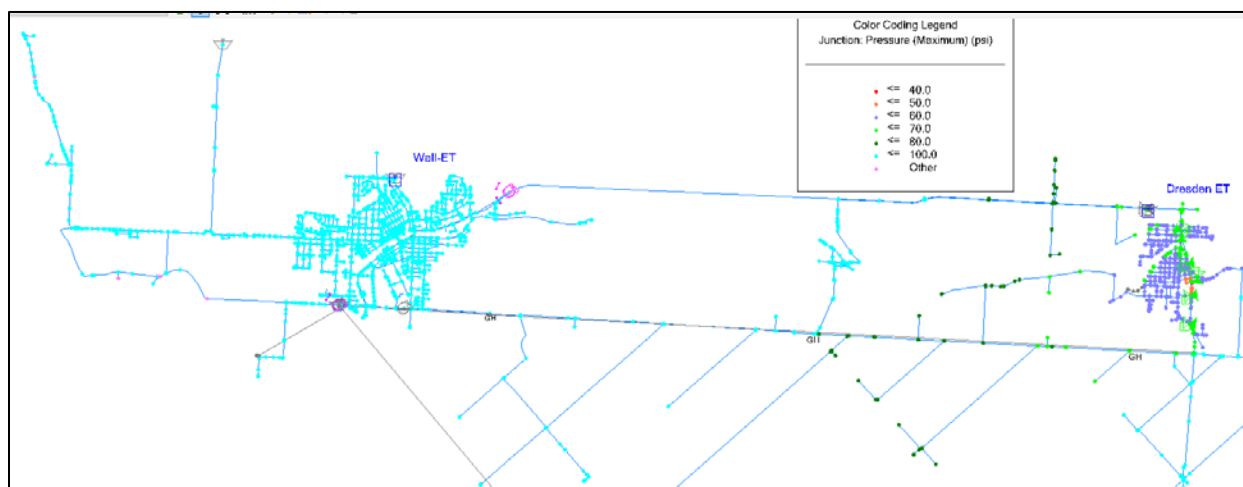 Color Coding Legend
Junction: Pressure (Maximum) (psi)
<= 40.0
<= 50.0
<= 60.0
<= 70.0
<= 80.0
<= 100.0
Other
Wall-ET
Dresden ET
GH
GH
GH